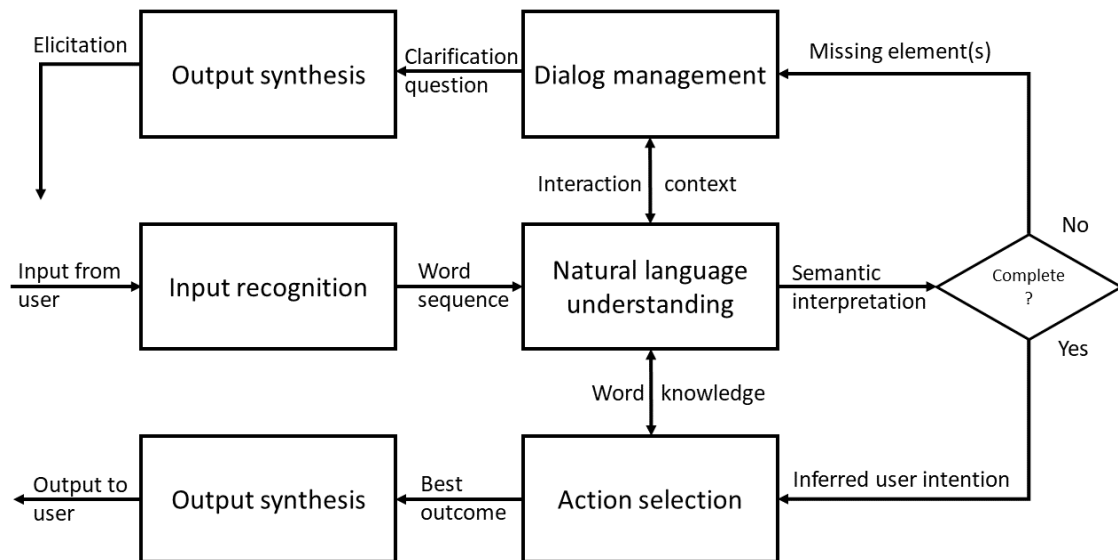 Elicitation
Output synthesis
Clarification
question
Dialog management
Missing element(s)
Interaction context
No
Input from
user
Input recognition
Word
sequence
Natural language
understanding
Semantic
interpretation
Complete
?
Yes
Word knowledge
Output to
user
Output synthesis
Best
outcome
Action selection
Inferred user intention